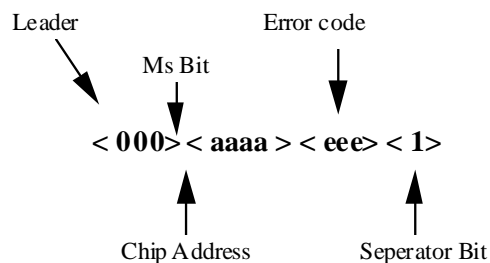 Leader Error code
Ms Bit
< 000> < aaaa > < eee> < 1>
Chip Address Seperator Bit